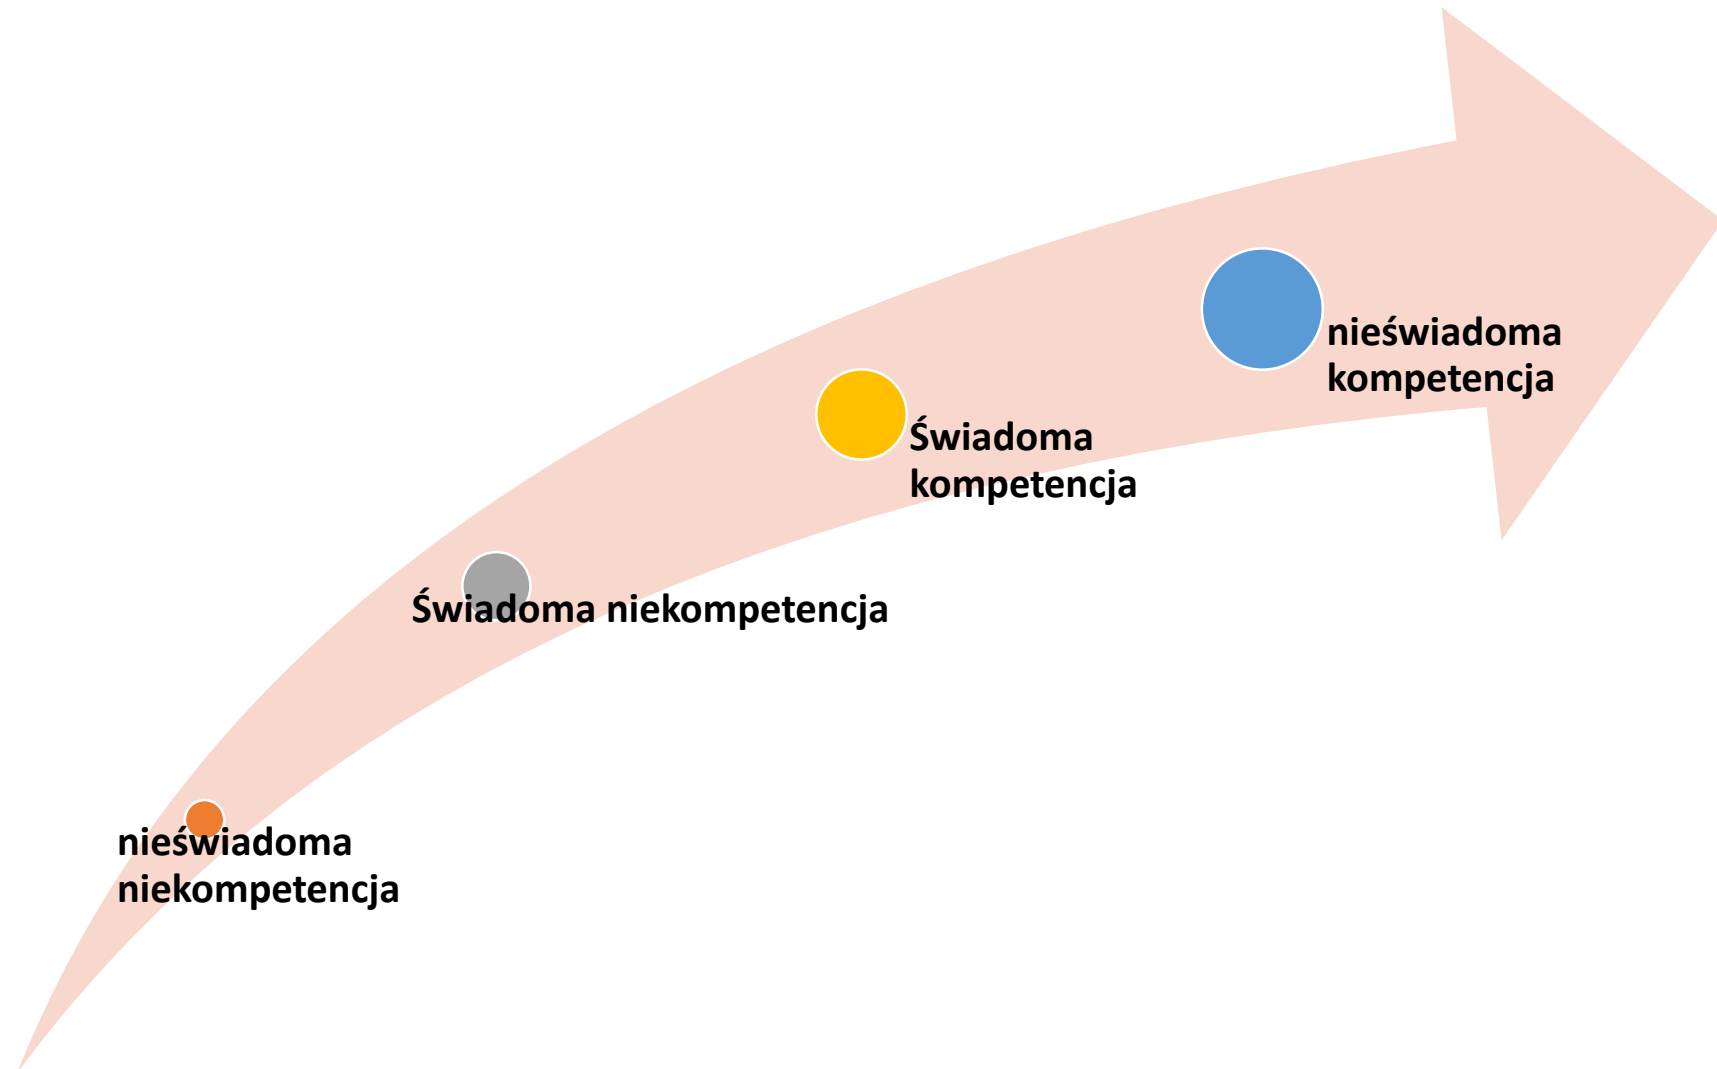 nieświadoma
niekompetencja
Świadoma niekompetencja
Świadoma
kompetencja
nieświadoma
kompetencja